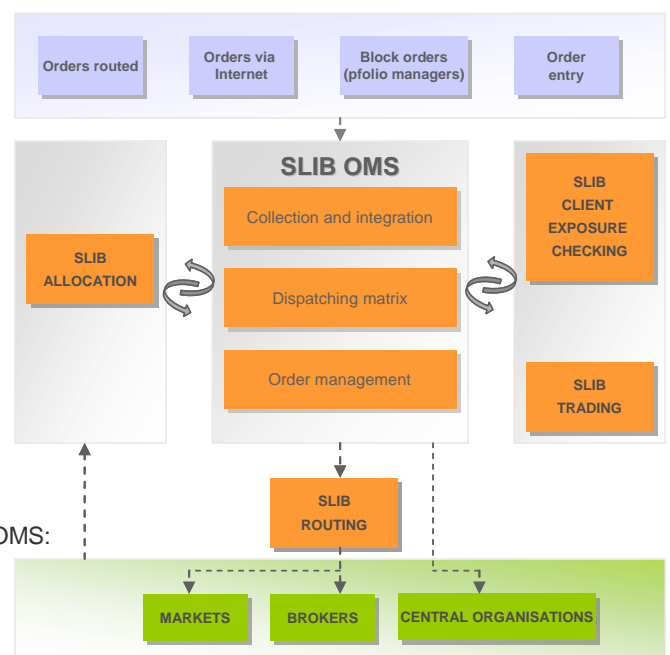 Orders routed
Orders via
Internet
Block orders
(pfolio managers)
Order
entry
SLIB OMS
Collection and integration
Dispatching matrix
Order management
SLIB
ALLOCATION
SLIB
CLIENT
EXPOSURE
CHECKING
SLIB
TRADING
SLIB
ROUTING
OMS:
MARKETS
BROKERS
CENTRAL ORGANISATIONS